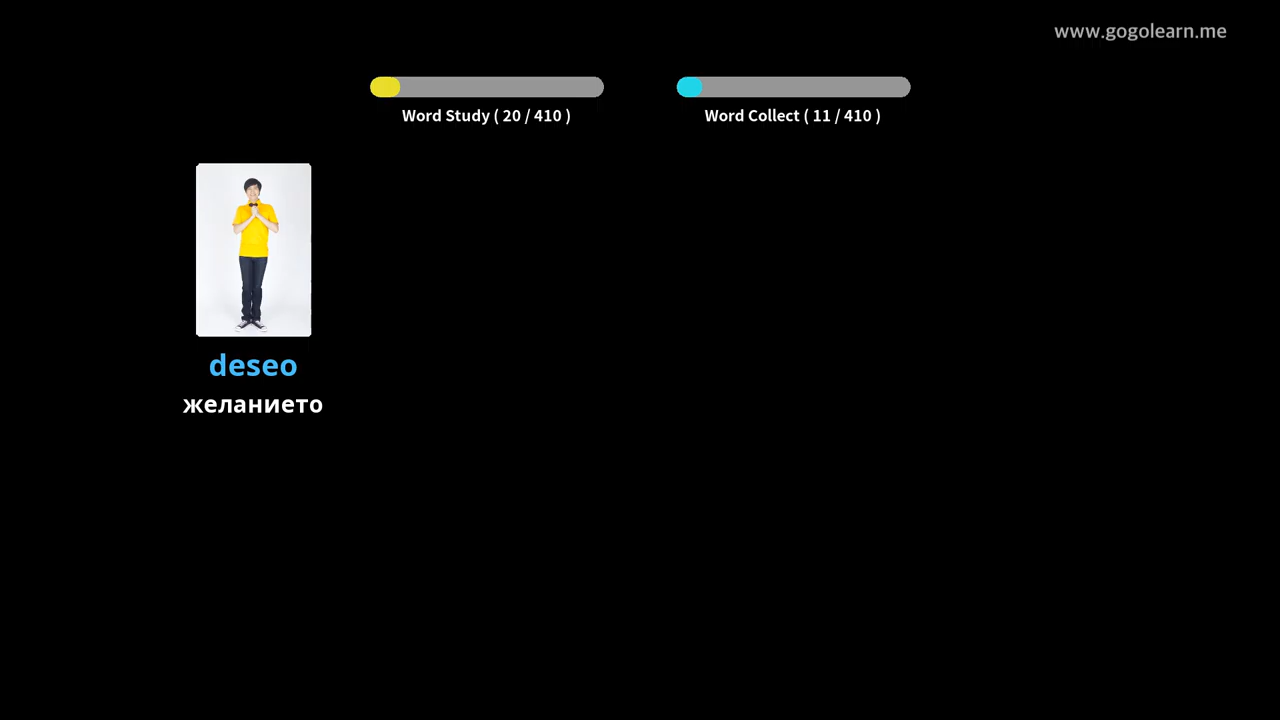 www.gogolearn.me
Word Study ( 20 / 410 )
Word Collect ( 11 / 410 )
deseo
желанието